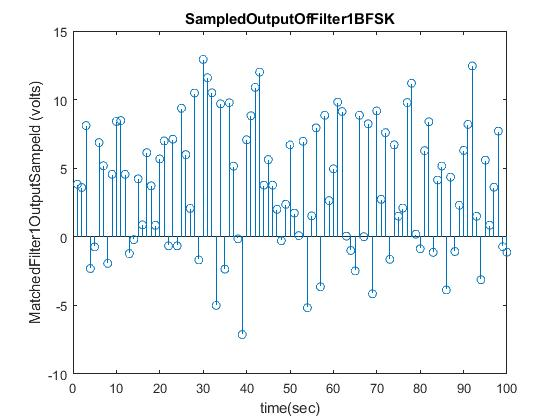 SampledOutputOfFilter1BFSK
15
10
5
0
-5
-10
MatchedFilter1OutputSampeld (volts)
0 10 20 30 40 50 60 70 80 90 100
time(sec)